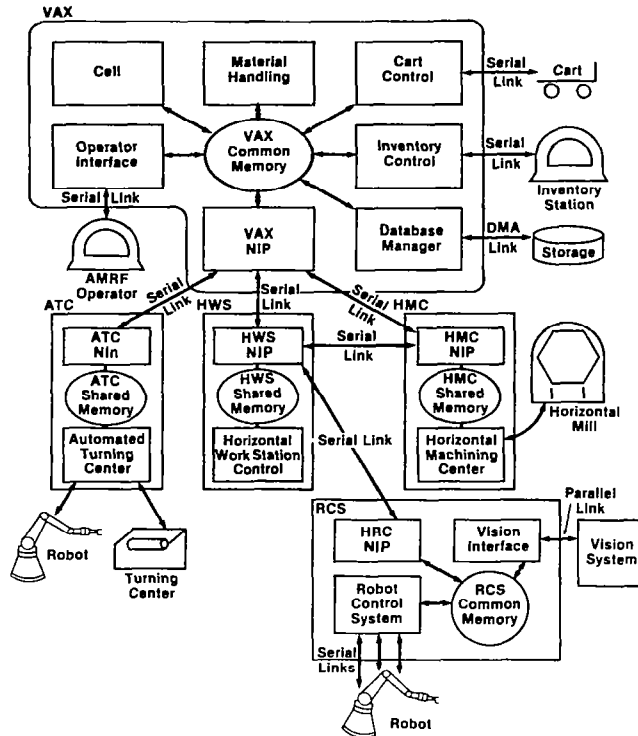 VAX
Cell
Material
Handling
Cart
Control
Serial
Link
Cart
Operator
Interface
VAX
Common
Memory
Inventory
Control
Serial
Link
Inventory
Station
Serial Link
VAX
NIP
Database
Manager
DMA
Link
Storage
AMRF
Operator
Serial
Link
Serial
Link
Serial
Link
ATC
HWS
HMC
ATC
NIn
HWS
NIP
Serial
Link
HMC
NIP
ATC
Shared
Memory
HWS
Shared
Memory
HMC
Shared
Memory
Horizontal
Mill
Automated
Turning
Center
Horizontal
Work Station
Control
Serial Link
Horizontal
Machining
Center
Robot
Turning
Center
RCS
HRC
NIP
Vision
Interface
Parallel
Link
Vision
System
Robot
Control
System
RCS
Common
Memory
Serial
Links
Robot